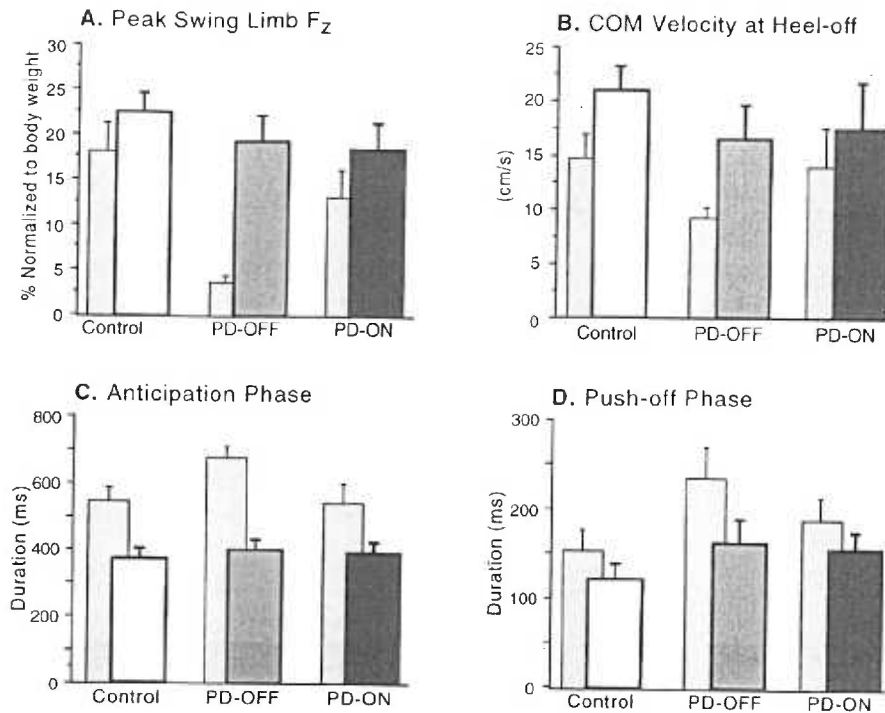 A. Peak Swing Limb FZ
% Normalized to body weight
30
25
20
15
10
5
0
Control PD-OFF PD-ON
B. COM Velocity at Heel-off
(cm/s)
25
20
15
10
5
0
Control PD-OFF PD-ON
C. Anticipation Phase
Duration (ms)
800
600
400
200
0
Control PD-OFF PD-ON
D. Push-off Phase
Duration (ms)
300
200
100
0
Control PD-OFF PD-ON